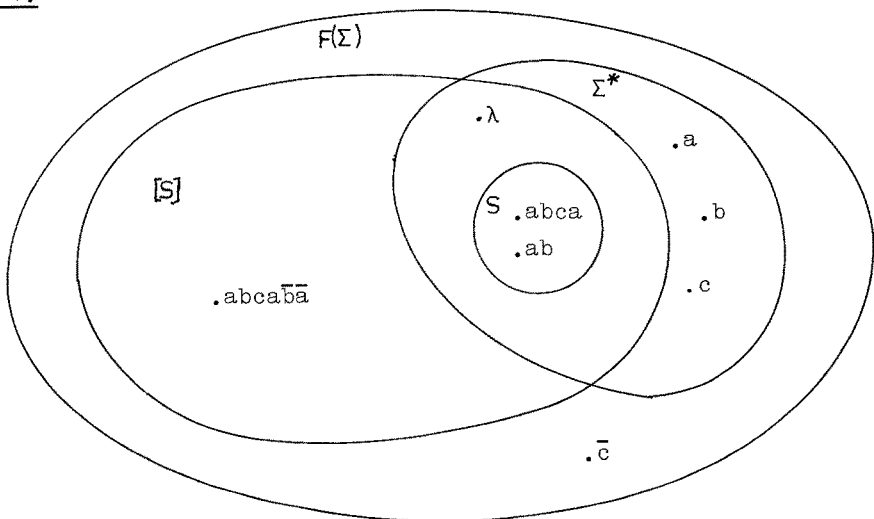 F(Σ)
Σ*
.λ
.a
[S]
S .abca
.b
.ab
.c
.abcab̅a̅
.c̅